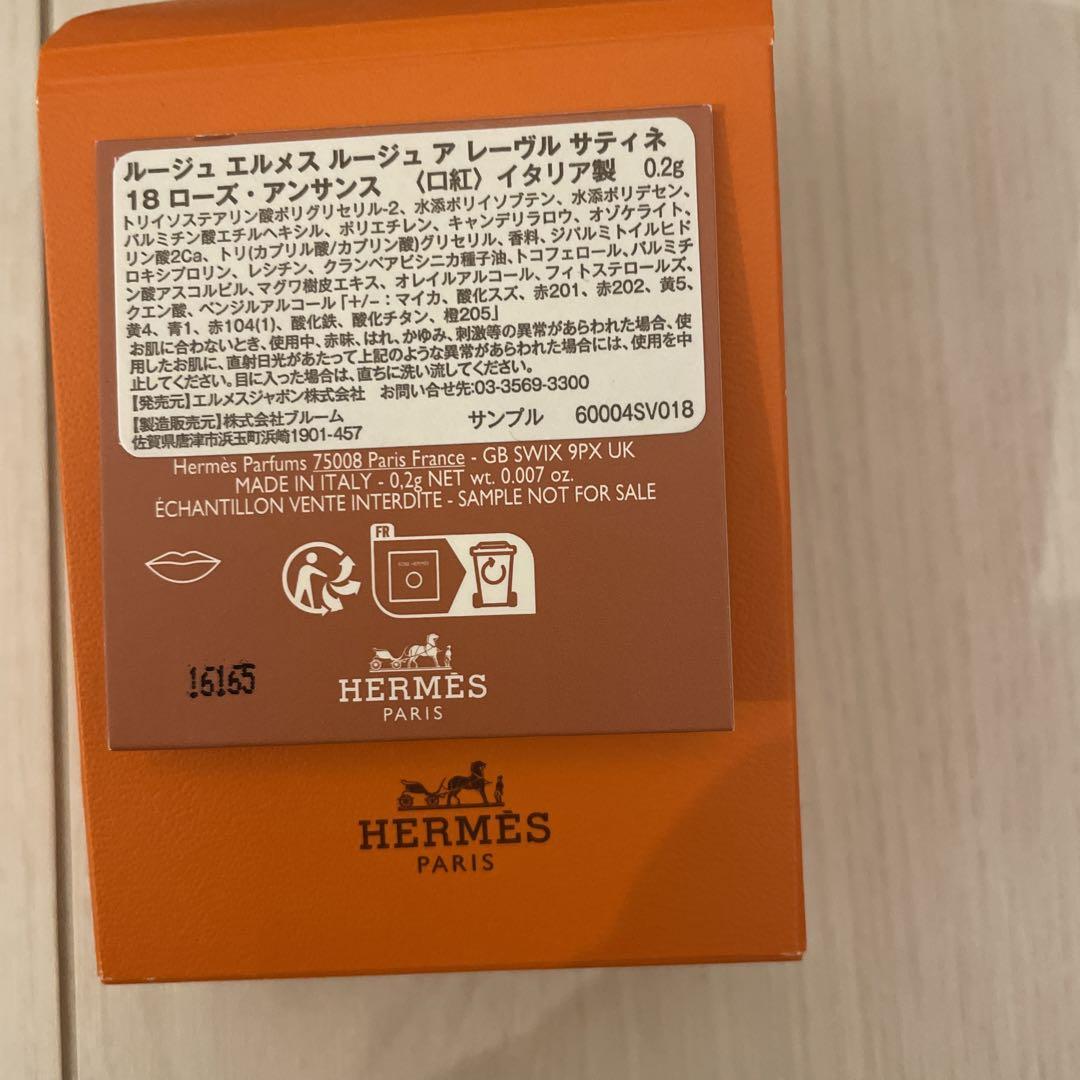 ルージュ エルメス ルージュ ア レーヴル サティネ
18 ローズ・アンサンス 〈口紅〉イタリア製 0.2g
トリイソステアリン酸ポリグリセリル-2、水添ポリイソブテン、水添ポリデセン、
パルミチン酸エチルヘキシル、ポリエチレン、キャンデリラロウ、オゾケライト、
リン酸2Ca、トリ(カプリル酸/カプリン酸)グリセリル、香料、ジパルミトイルヒド
ロキシプロリン、レシチン、クランベアビシニカ種子油、トコフェロール、パルミチ
ン酸アスコルビル、マグワ樹皮エキス、オレイルアルコール、フィトステロールズ、
クエン酸、ベンジルアルコール「+/-：マイカ、酸化スズ、赤201、赤202、黄5、
黄4、青1、赤104(1)、酸化鉄、酸化チタン、橙205」
お肌に合わないとき、使用中、赤味、はれ、かゆみ、刺激等の異常があらわれた場合、使
用したお肌に、直射日光があたって上記のような異常があらわれた場合には、使用を中
止してください。目に入った場合は、直ちに洗い流してください。
【発売元】エルメスジャポン株式会社 お問い合せ先:03-3569-3300
【製造販売元】株式会社ブルーム サンプル 60004SV018
佐賀県唐津市浜玉町浜崎1901-457
Hermès Parfums 75008 Paris France - GB SWIX 9PX UK
MADE IN ITALY - 0,2g NET wt. 0.007 oz.
ÉCHANTILLON VENTE INTERDITE - SAMPLE NOT FOR SALE
FR
16165
HERMÈS
PARIS
HERMÈS
PARIS